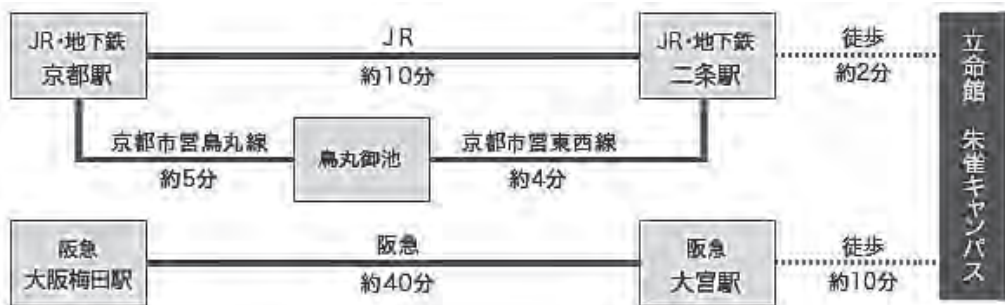 JR・地下鉄
京都駅
JR
約10分
JR・地下鉄
二条駅
徒歩
約2分
京都市営烏丸線
約5分
烏丸御池
京都市営東西線
約4分
阪急
大阪梅田駅
阪急
約40分
阪急
大宮駅
徒歩
約10分
立命館 朱雀キャンパス